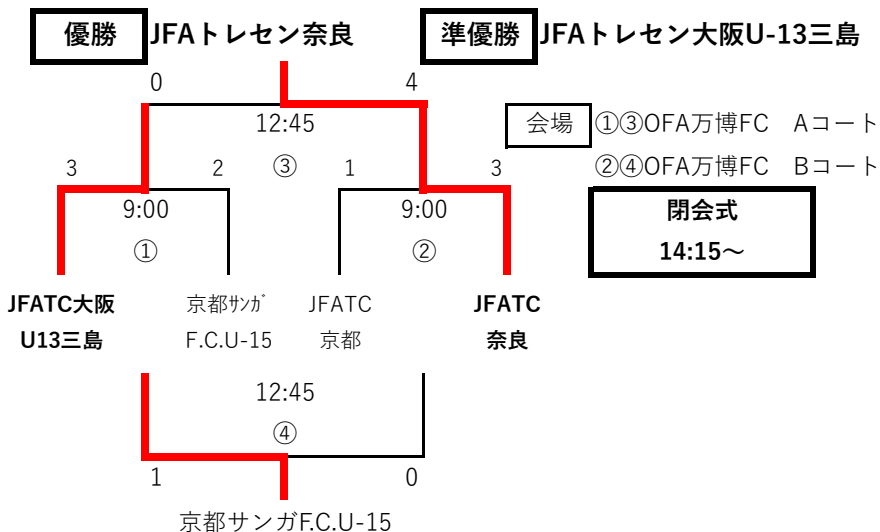 優勝 JFAトレセン奈良 準優勝 JFAトレセン大阪U-13三島
0 4
12:45 会場 ①③OFA万博FC Aコート
3 2 ③ 1 3 ②④OFA万博FC Bコート
9:00 9:00 閉会式
① ② 14:15～
JFATC大阪 京都ｻﾝｶﾞ JFATC JFATC
U13三島 F.C.U-15 京都 奈良
12:45
④
1 0
京都サンガF.C.U-15